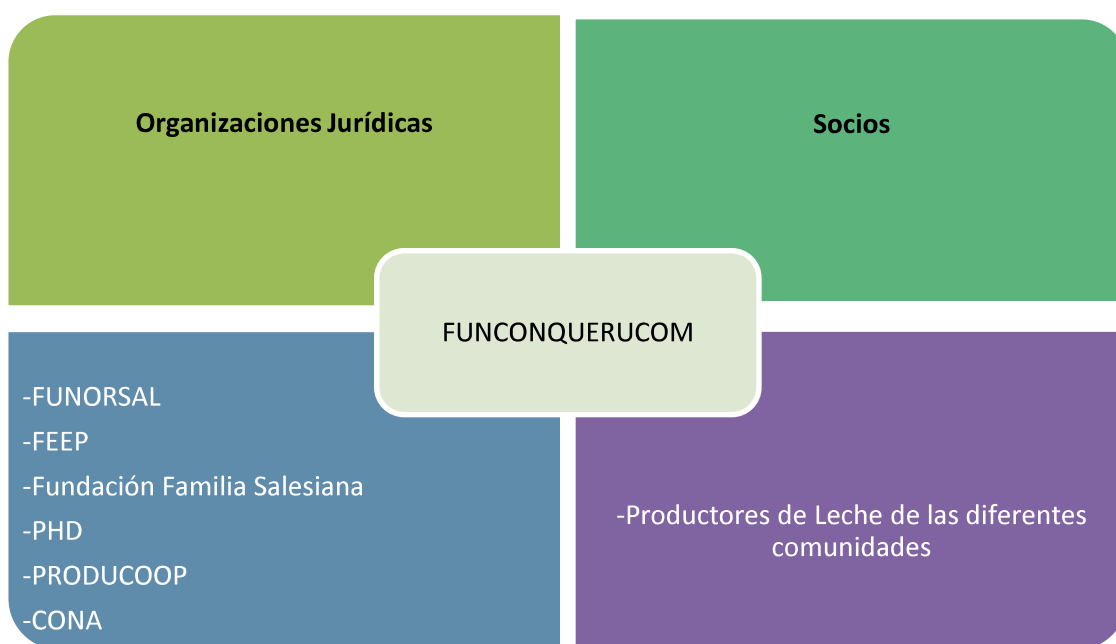 Organizaciones Jurídicas
Socios
FUNCONQUERUCOM
-FUNORSAL
-FEEP
-Fundación Familia Salesiana
-PHD
-PRODUCOOP
-CONA
-Productores de Leche de las diferentes
comunidades